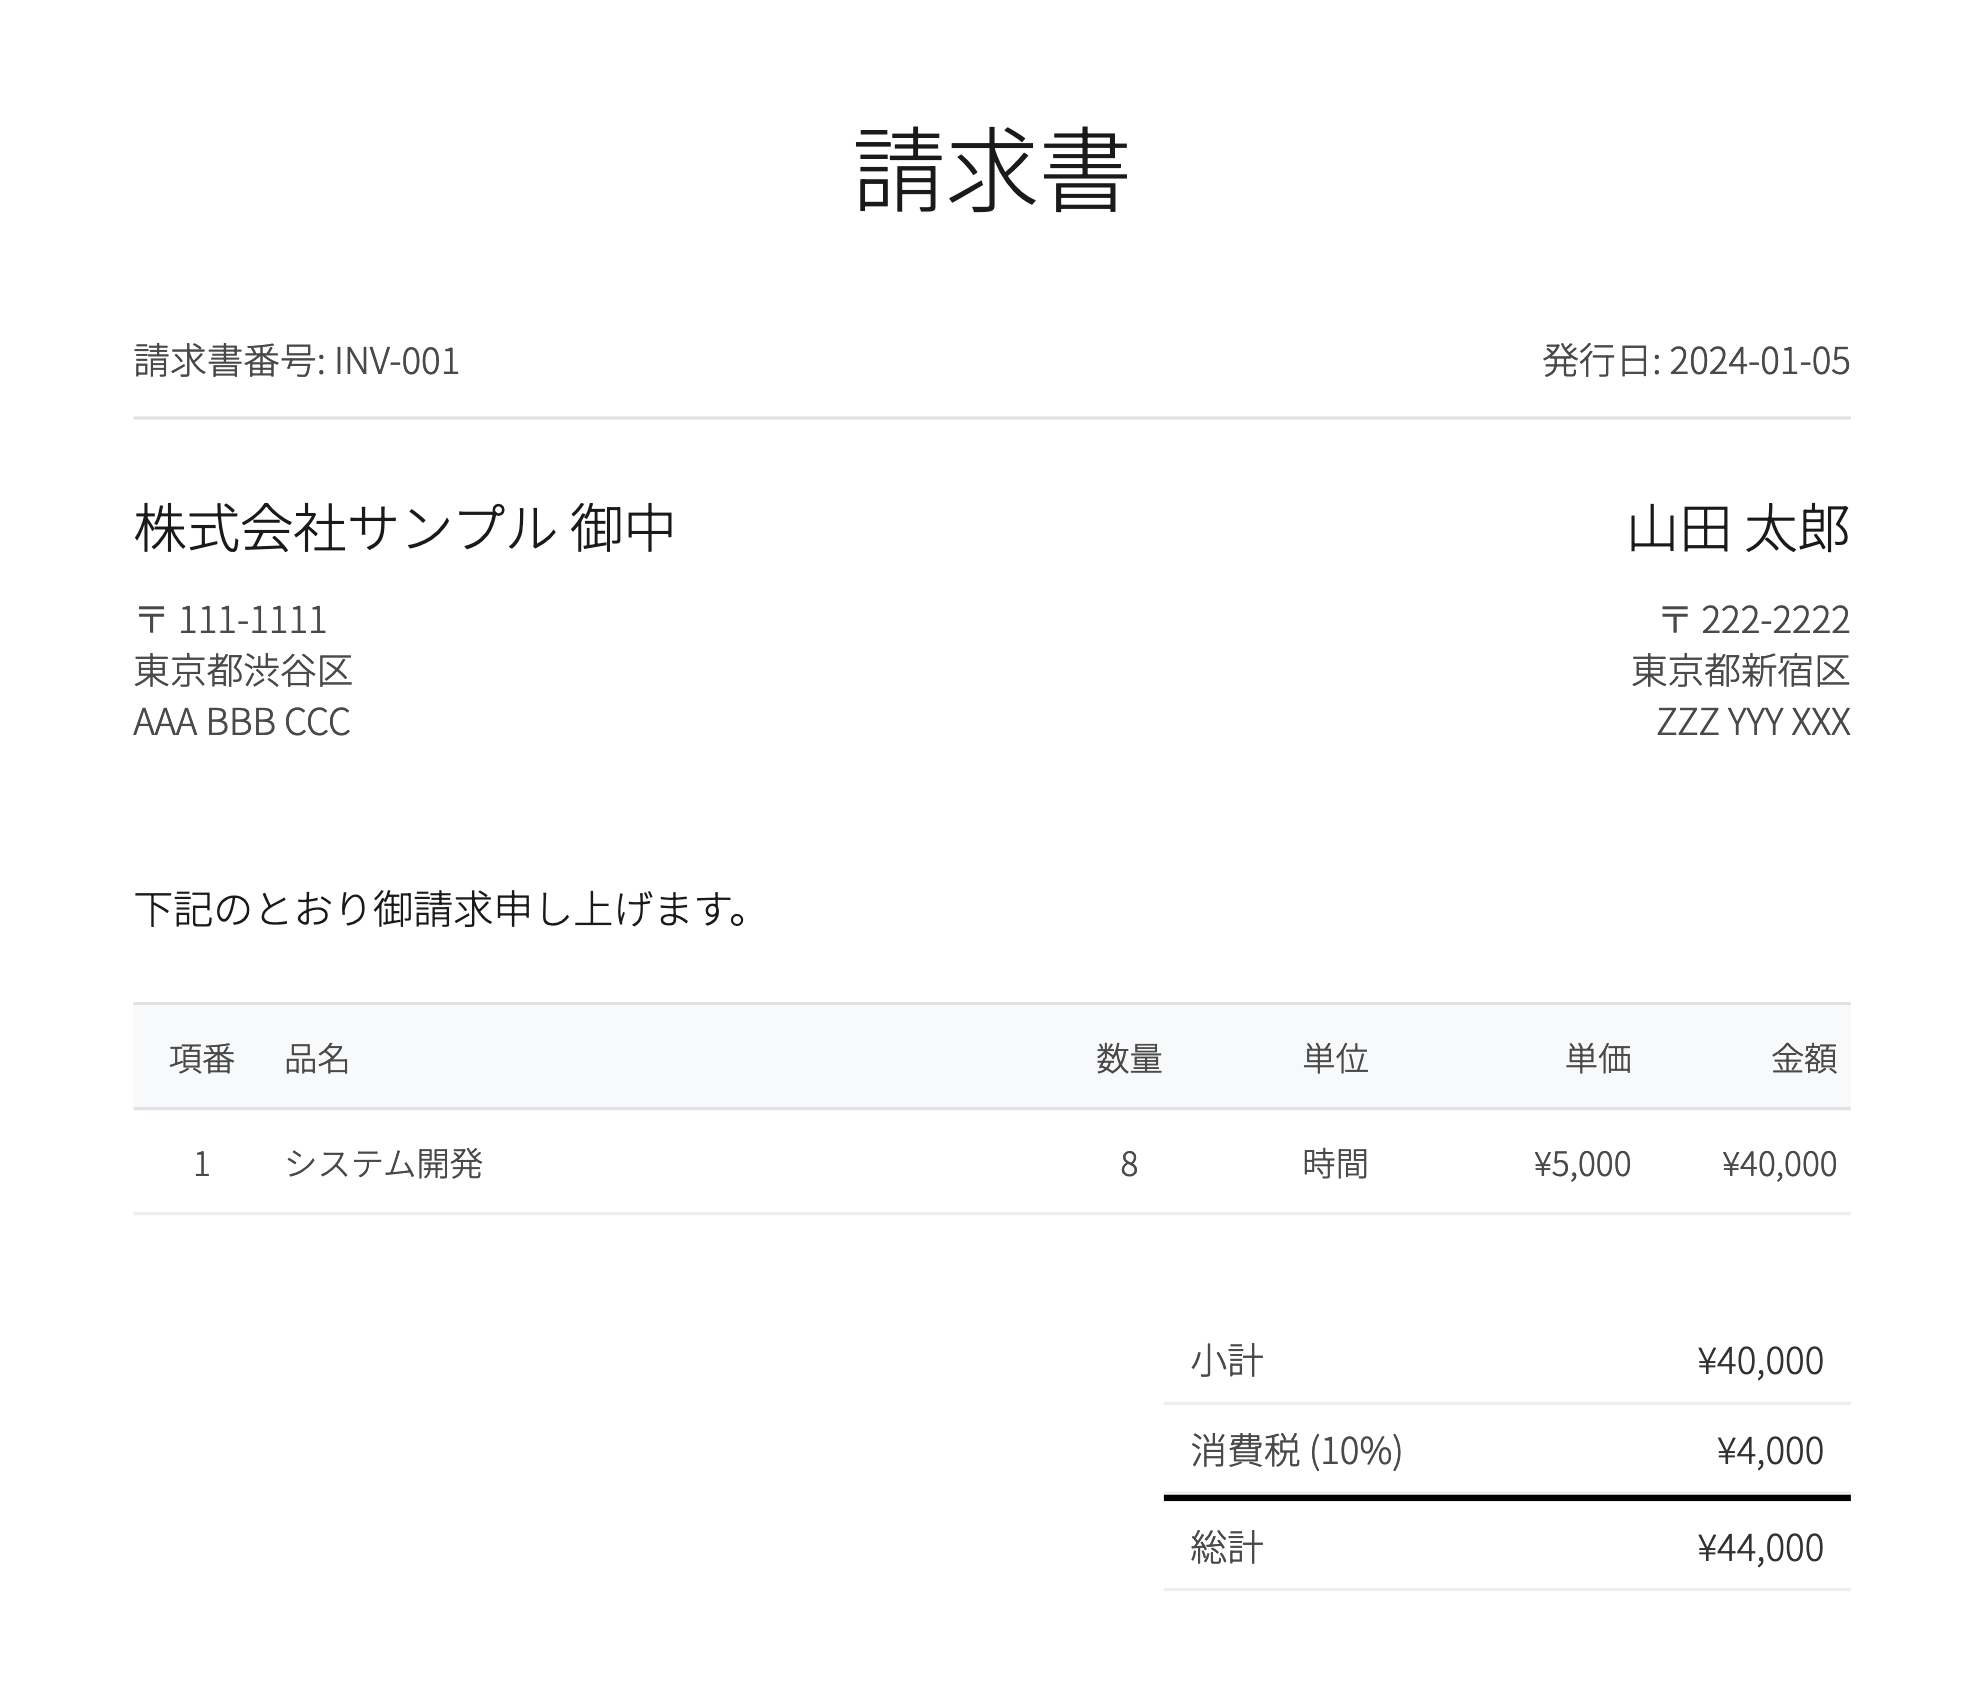 請求書
請求書番号: INV-001 発行日: 2024-01-05
株式会社サンプル 御中 山田 太郎
〒 111-1111 〒 222-2222
東京都渋谷区 東京都新宿区
AAA BBB CCC ZZZ YYY XXX
下記のとおり御請求申し上げます。
項番 品名 数量 単位 単価 金額
1 システム開発 8 時間 ¥5,000 ¥40,000
小計 ¥40,000
消費税 (10%) ¥4,000
総計 ¥44,000